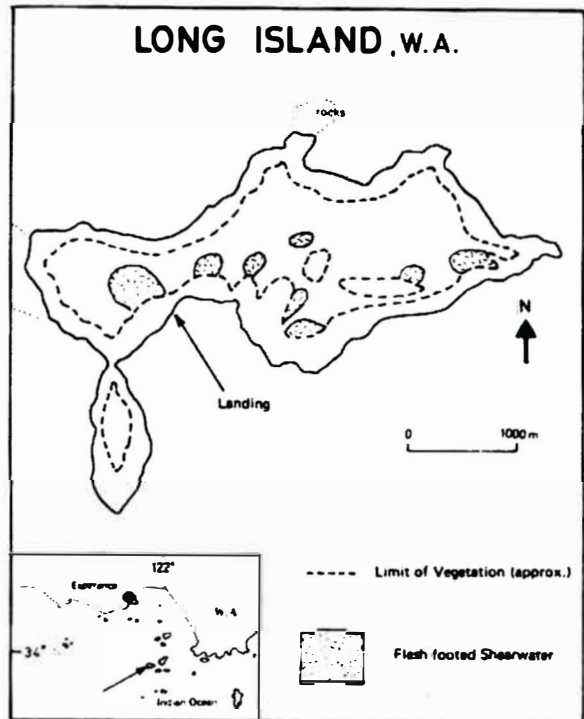 LONG ISLAND, W.A.
rocks
N
Landing
0 1000 m
122°
Esperance
W.A
34°
Indian Ocean
Limit of Vegetation (approx.)
Flesh footed Shearwater